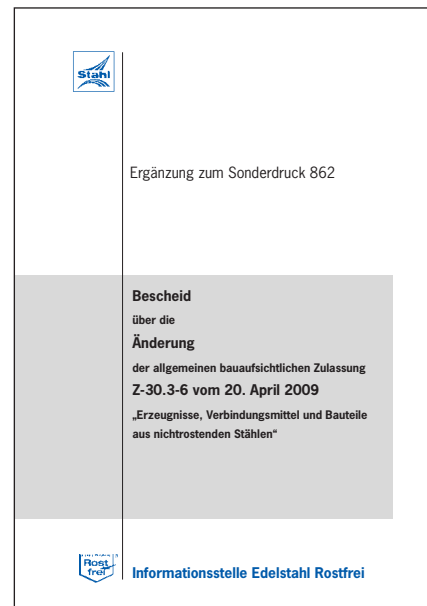 Stahl
Ergänzung zum Sonderdruck 862
Bescheid
über die
Änderung
der allgemeinen bauaufsichtlichen Zulassung
Z-30.3-6 vom 20. April 2009
„Erzeugnisse, Verbindungsmittel und Bauteile
aus nichtrostenden Stählen“
Rost
frei
Informationsstelle Edelstahl Rostfrei